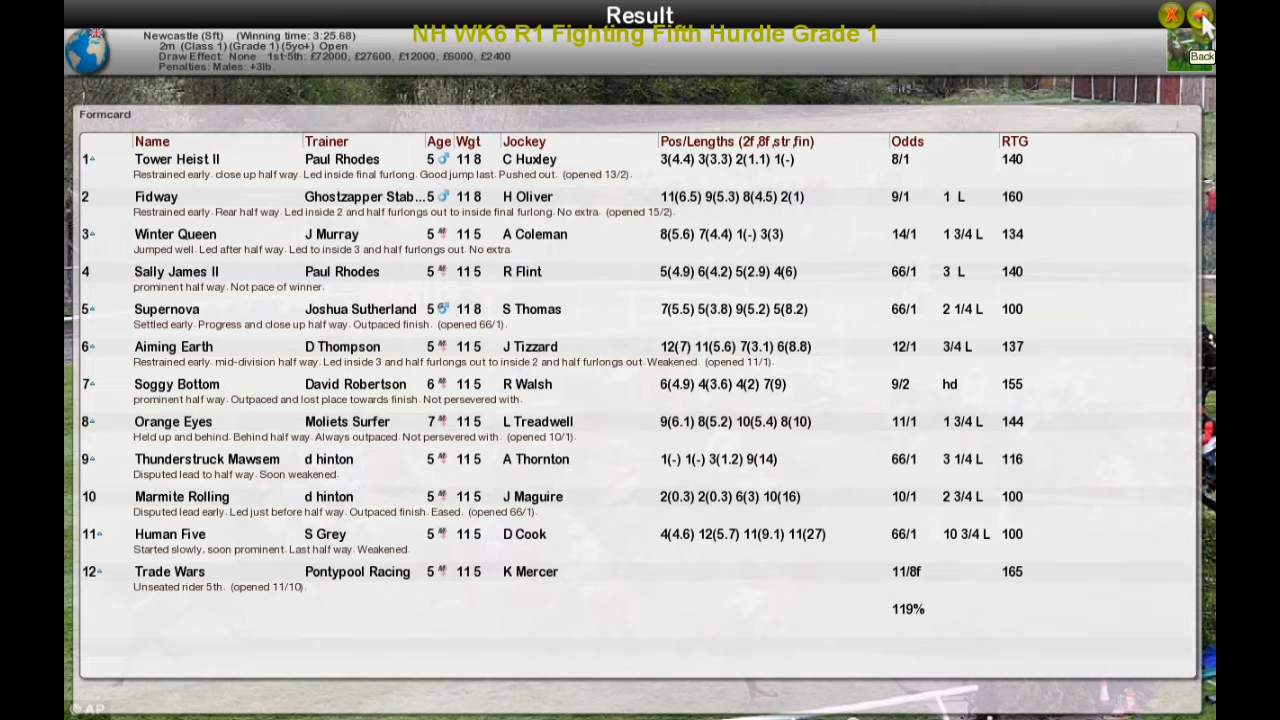 Result
NH WK6 R1 Fighting Fifth Hurdle Grade 1
Newcastle (Sft) (Winning time: 3:25.68)
2m (Class 1) (Grade 1) (5yo+) Open
Draw Effect: None 1st-5th: £72000, £27600, £12000, £6000, £2400
Penalties: Males: +3lb.
Back
Formcard
Name Trainer Age Wgt Jockey Pos/Lengths (2f,8f,str,fin) Odds RTG
1 Tower Heist II Paul Rhodes 5 11 8 C Huxley 3(4.4) 3(3.3) 2(1.1) 1(-) 8/1 140
Restrained early. close up half way. Led inside final furlong. Good jump last. Pushed out. (opened 13/2).
2 Fidway Ghostzapper Stab... 5 11 8 H Oliver 11(6.5) 9(5.3) 8(4.5) 2(1) 9/1 1 L 160
Restrained early. Rear half way. Led inside 2 and half furlongs out to inside final furlong. No extra. (opened 15/2).
3 Winter Queen J Murray 5 11 5 A Coleman 8(5.6) 7(4.4) 1(-) 3(3) 14/1 1 3/4 L 134
Jumped well. Led after half way. Led to inside 3 and half furlongs out. No extra.
4 Sally James II Paul Rhodes 5 11 5 R Flint 5(4.9) 6(4.2) 5(2.9) 4(6) 66/1 3 L 140
prominent half way. Not pace of winner.
5 Supernova Joshua Sutherland 5 11 8 S Thomas 7(5.5) 5(3.8) 9(5.2) 5(8.2) 66/1 2 1/4 L 100
Settled early. Progress and close up half way. Outpaced finish. (opened 66/1).
6 Aiming Earth D Thompson 5 11 5 J Tizzard 12(7) 11(5.6) 7(3.1) 6(8.8) 12/1 3/4 L 137
Restrained early. mid-division half way. Led inside 3 and half furlongs out to inside 2 and half furlongs out. Weakened. (opened 11/1).
7 Soggy Bottom David Robertson 6 11 5 R Walsh 6(4.9) 4(3.6) 4(2) 7(9) 9/2 hd 155
prominent half way. Outpaced and lost place towards finish. Not persevered with.
8 Orange Eyes Moliets Surfer 7 11 5 L Treadwell 9(6.1) 8(5.2) 10(5.4) 8(10) 11/1 1 3/4 L 144
Held up and behind. Behind half way. Always outpaced. Not persevered with. (opened 10/1).
9 Thunderstruck Mawsem d hinton 5 11 5 A Thornton 1(-) 1(-) 3(1.2) 9(14) 66/1 3 1/4 L 116
Disputed lead to half way. Soon weakened.
10 Marmite Rolling d hinton 5 11 5 J Maguire 2(0.3) 2(0.3) 6(3) 10(16) 10/1 2 3/4 L 100
Disputed lead early. Led just before half way. Outpaced finish. Eased. (opened 66/1).
11 Human Five S Grey 5 11 5 D Cook 4(4.6) 12(5.7) 11(9.1) 11(27) 66/1 10 3/4 L 100
Started slowly, soon prominent. Last half way. Weakened.
12 Trade Wars Pontypool Racing 5 11 5 K Mercer 11/8f 165
Unseated rider 5th. (opened 11/10).
119%
© AP